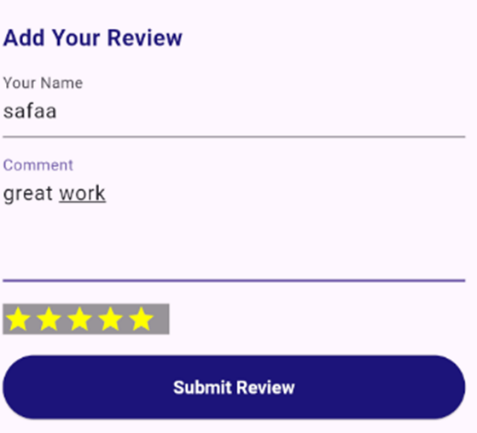 Add Your Review
Your Name
safaa
Comment
great work
Submit Review